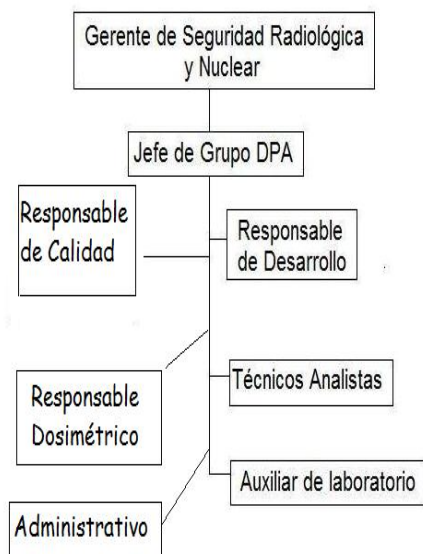 Gerente de Seguridad Radiológica
y Nuclear
Jefe de Grupo DPA
Responsable
de Calidad
Responsable
de Desarrollo
Responsable
Dosimétrico
Técnicos Analistas
Administrativo
Auxiliar de laboratorio